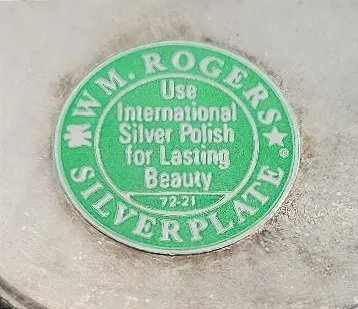 WM. ROGERS
Use
International
Silver Polish
for Lasting
Beauty
72-21
SILVERPLATE ®